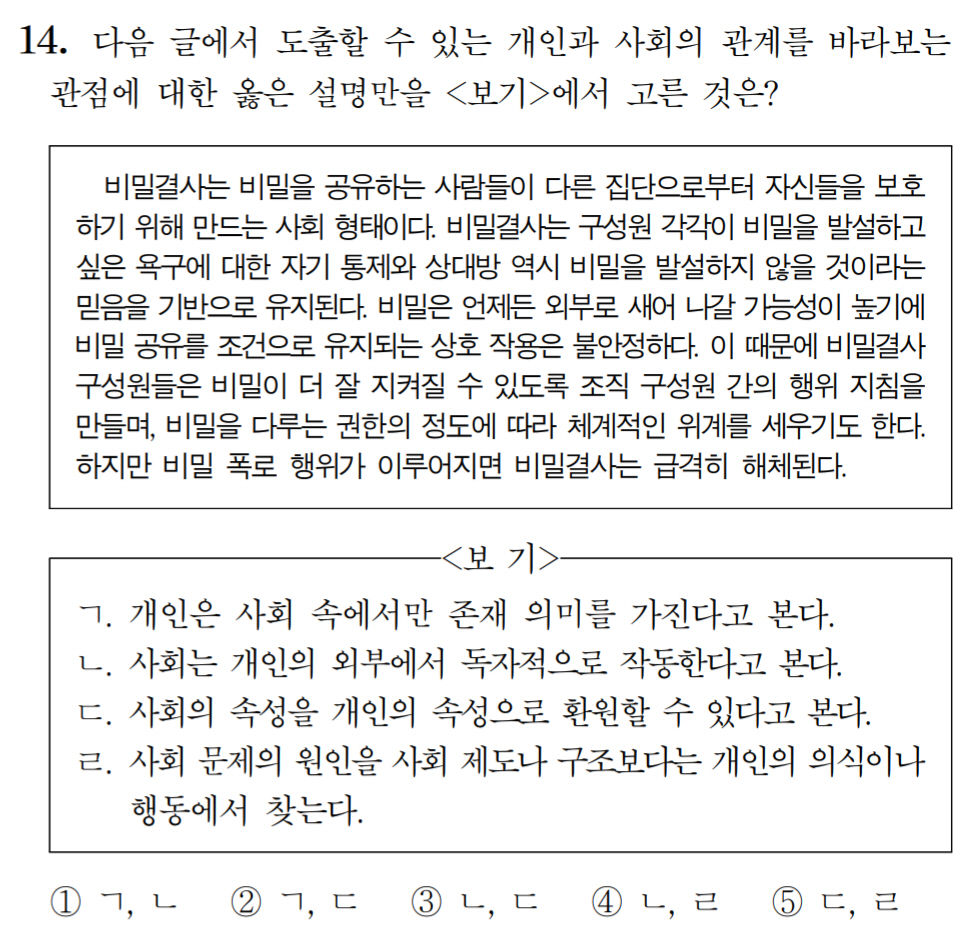 14. 다음 글에서 도출할 수 있는 개인과 사회의 관계를 바라보는
관점에 대한 옳은 설명만을 <보기>에서 고른 것은?
비밀결사는 비밀을 공유하는 사람들이 다른 집단으로부터 자신들을 보호
하기 위해 만드는 사회 형태이다. 비밀결사는 구성원 각각이 비밀을 발설하고
싶은 욕구에 대한 자기 통제와 상대방 역시 비밀을 발설하지 않을 것이라는
믿음을 기반으로 유지된다. 비밀은 언제든 외부로 새어 나갈 가능성이 높기에
비밀 공유를 조건으로 유지되는 상호 작용은 불안정하다. 이 때문에 비밀결사
구성원들은 비밀이 더 잘 지켜질 수 있도록 조직 구성원 간의 행위 지침을
만들며, 비밀을 다루는 권한의 정도에 따라 체계적인 위계를 세우기도 한다.
하지만 비밀 폭로 행위가 이루어지면 비밀결사는 급격히 해체된다.
<보 기>
ㄱ. 개인은 사회 속에서만 존재 의미를 가진다고 본다.
ㄴ. 사회는 개인의 외부에서 독자적으로 작동한다고 본다.
ㄷ. 사회의 속성을 개인의 속성으로 환원할 수 있다고 본다.
ㄹ. 사회 문제의 원인을 사회 제도나 구조보다는 개인의 의식이나
행동에서 찾는다.
① ㄱ, ㄴ ② ㄱ, ㄷ ③ ㄴ, ㄷ ④ ㄴ, ㄹ ⑤ ㄷ, ㄹ